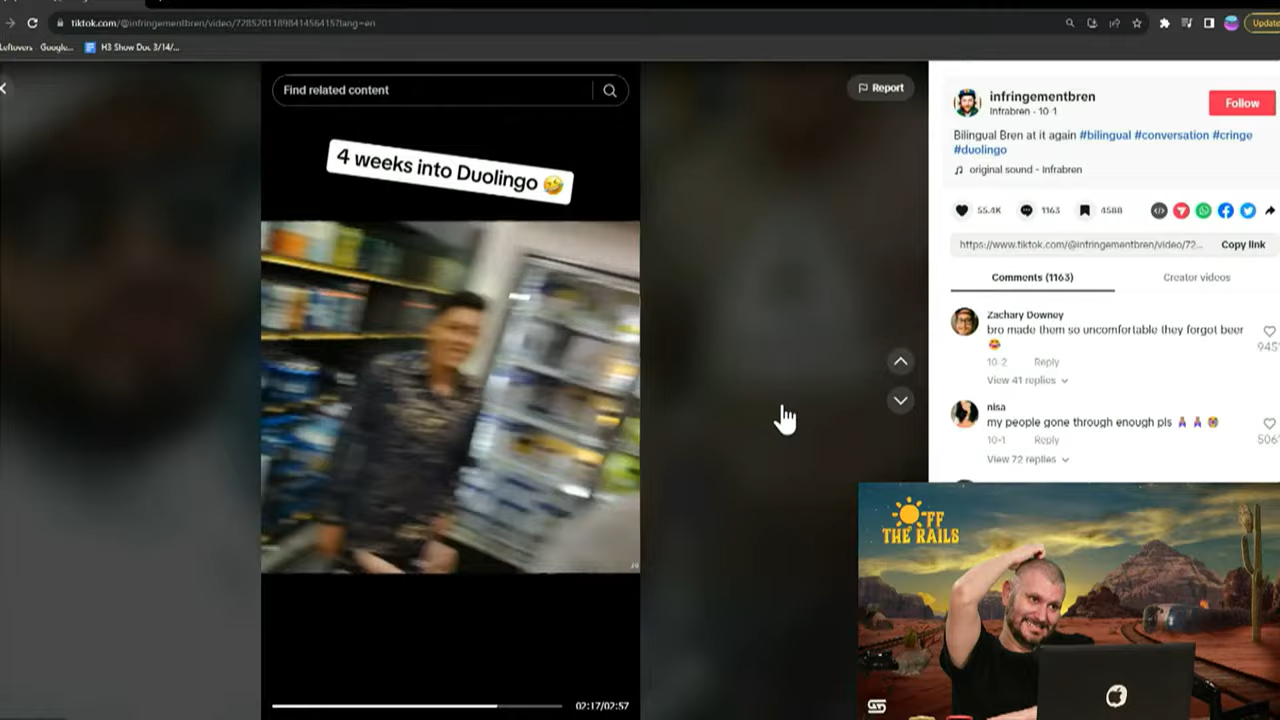 tiktok.com/@infringementbren/video/7285201189841456415?lang=en
Update
Leftovers
Google...
H3 Show Doc 3/14/...
Find related content
Report
4 weeks into Duolingo 🤣
02:17/02:57
infringementbren
Infrabren · 10-1
Follow
Bilingual Bren at it again #bilingual #conversation #cringe
#duolingo
original sound - Infrabren
55.4K
1163
4588
https://www.tiktok.com/@infringementbren/video/72...
Copy link
Comments (1163)
Creator videos
Zachary Downey
bro made them so uncomfortable they forgot beer
10-2 Reply
View 41 replies
945
nisa
my people gone through enough pls
10-1 Reply
View 72 replies
506
OFF
THE RAILS